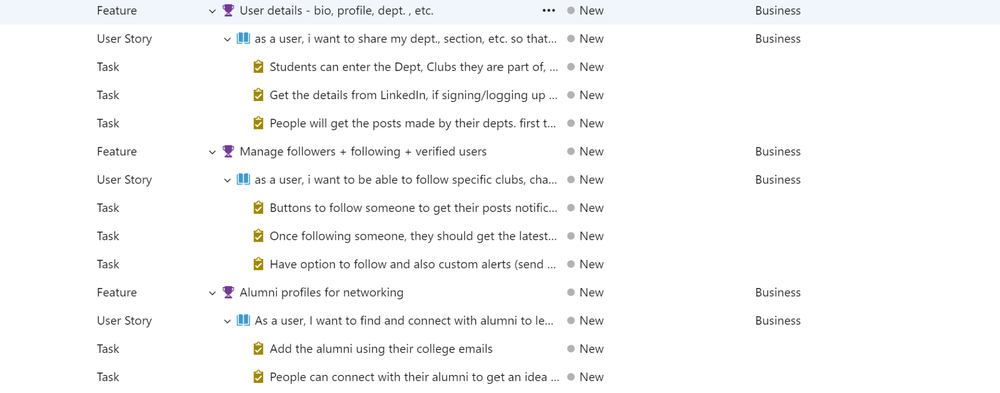 Feature User details - bio, profile, dept. , etc. ••• New Business
User Story as a user, i want to share my dept., section, etc. so that... New Business
Task Students can enter the Dept, Clubs they are part of, ... New
Task Get the details from LinkedIn, if signing/logging up ... New
Task People will get the posts made by their depts. first t... New
Feature Manage followers + following + verified users New Business
User Story as a user, i want to be able to follow specific clubs, cha... New Business
Task Buttons to follow someone to get their posts notific... New
Task Once following someone, they should get the latest... New
Task Have option to follow and also custom alerts (send ... New
Feature Alumni profiles for networking New Business
User Story As a user, I want to find and connect with alumni to le... New Business
Task Add the alumni using their college emails New
Task People can connect with their alumni to get an idea ... New